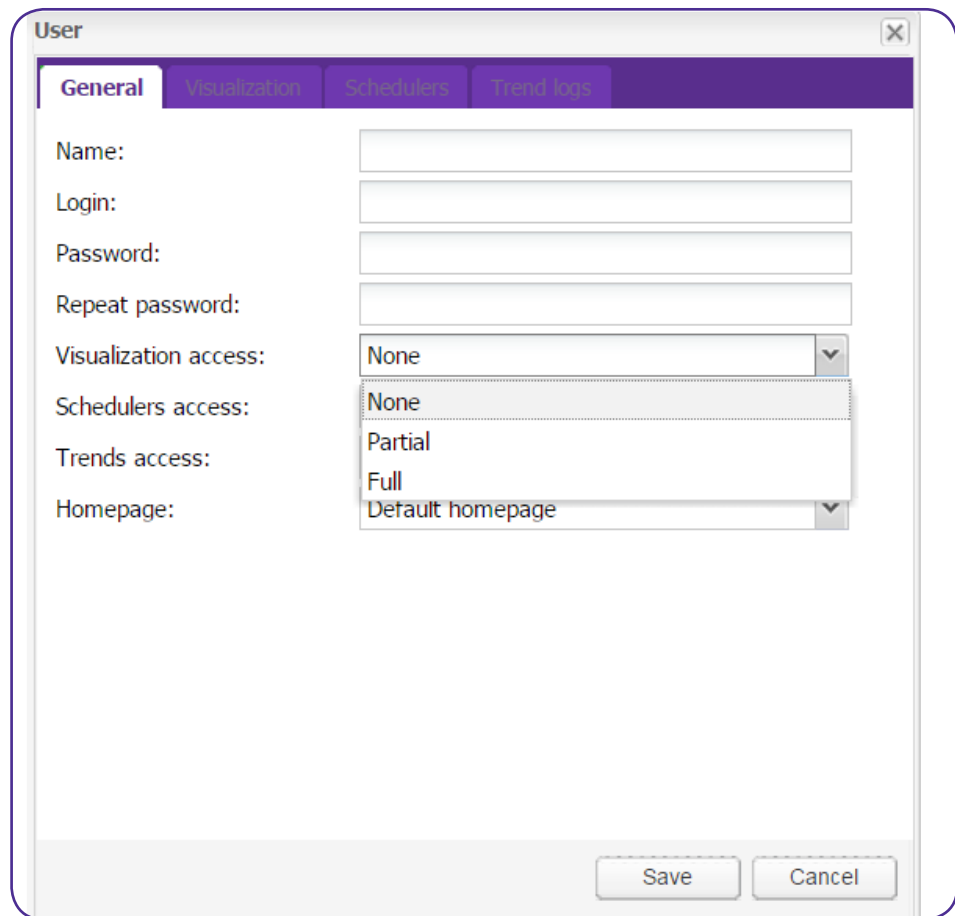 User
General Visualization Schedulers Trend logs
Name:
Login:
Password:
Repeat password:
Visualization access: None
None
Schedulers access:
Partial
Trends access:
Full
Homepage: Default homepage
Save Cancel